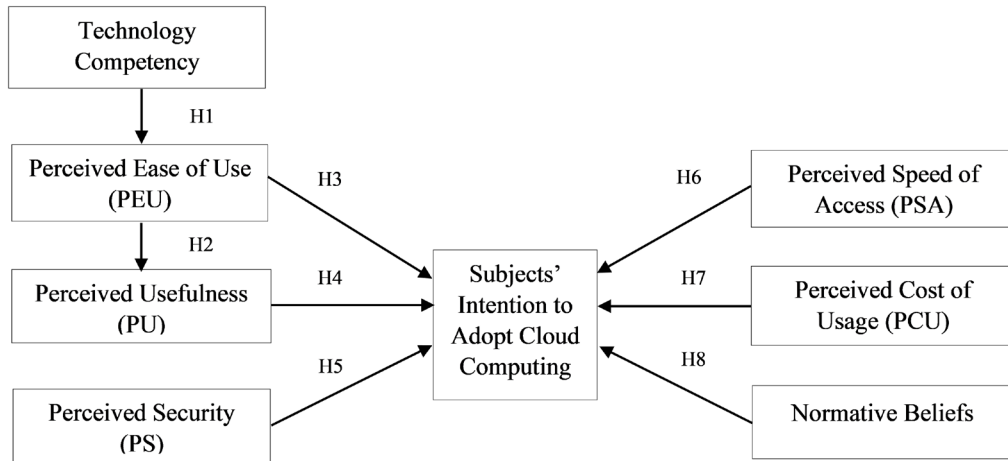 Technology
Competency
H1
Perceived Ease of Use
(PEU)
H2
Perceived Usefulness
(PU)
Perceived Security
(PS)
H3
H4
H5
Subjects’
Intention to
Adopt Cloud
Computing
H6
H7
H8
Perceived Speed of
Access (PSA)
Perceived Cost of
Usage (PCU)
Normative Beliefs